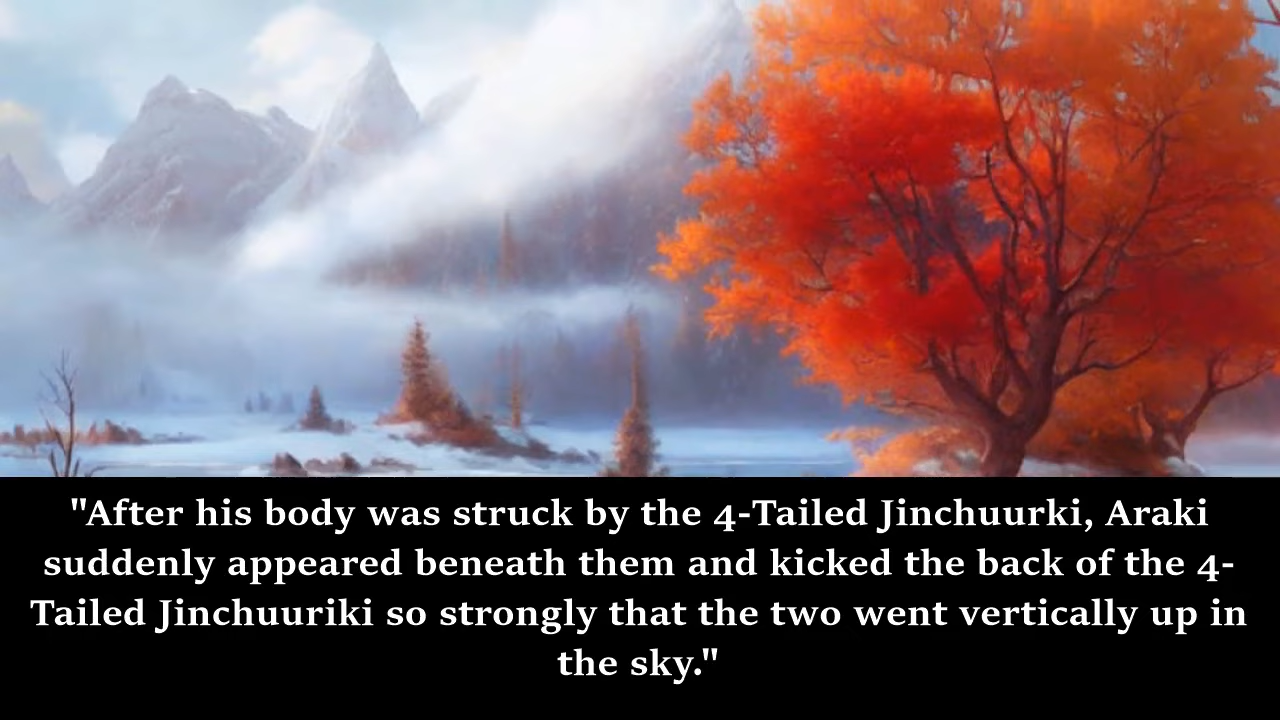 "After his body was struck by the 4-Tailed Jinchuurki, Araki
suddenly appeared beneath them and kicked the back of the 4-
Tailed Jinchuuriki so strongly that the two went vertically up in
the sky."